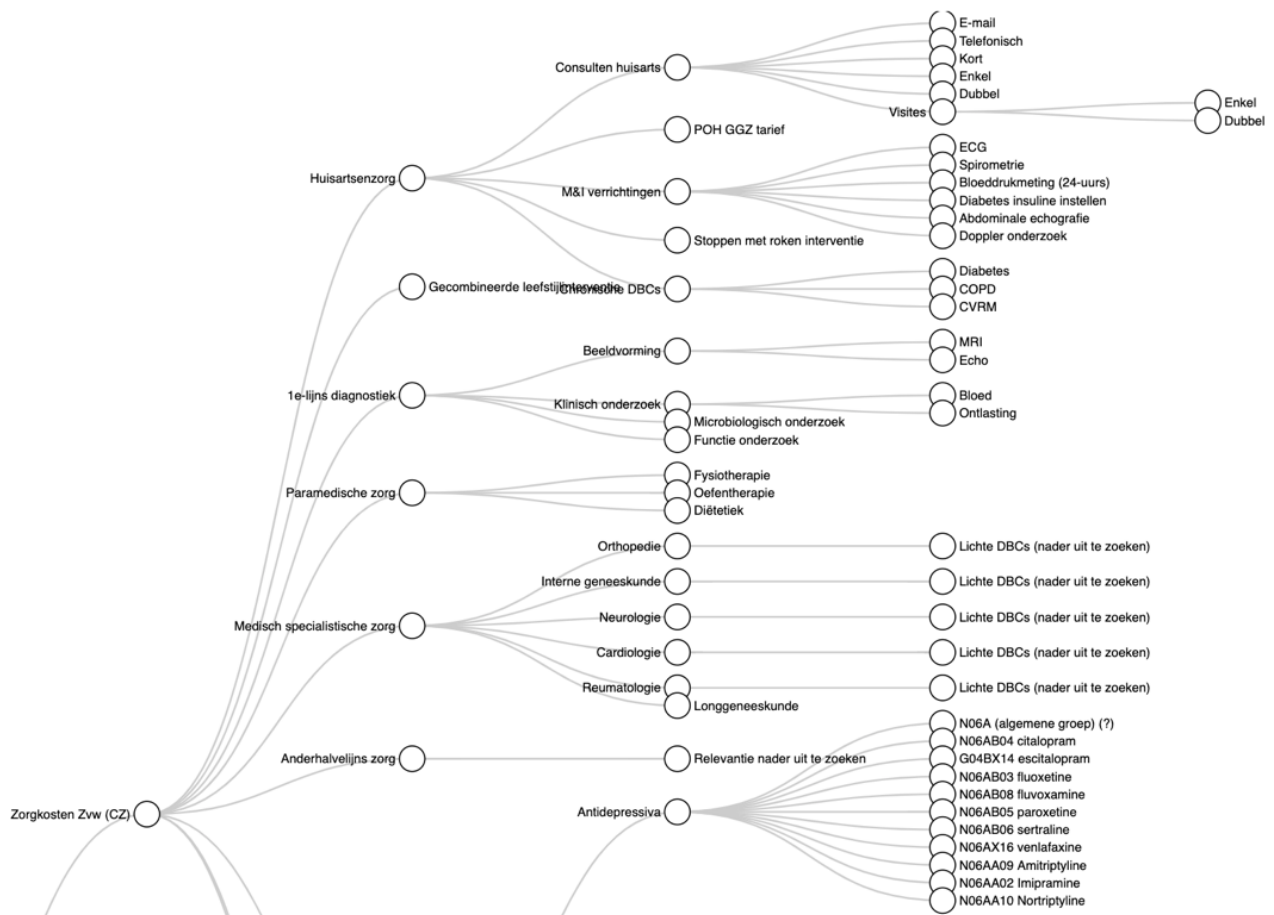 E-mail
Telefonisch
Consulten huisarts
Kort
Enkel
Dubbel
Visites
Enkel
Dubbel
POH GGZ tarief
ECG
Spirometrie
Huisartsenzorg
M&I verrichtingen
Bloeddrukmeting (24-uurs)
Diabetes insuline instellen
Abdominale echografie
Doppler onderzoek
Stoppen met roken interventie
Diabetes
Gecombineerde leefstijlinterventie
Chronische DBCs
COPD
CVRM
Beeldvorming
MRI
Echo
1e-lijns diagnostiek
Klinisch onderzoek
Bloed
Ontlasting
Microbiologisch onderzoek
Functie onderzoek
Paramedische zorg
Fysiotherapie
Oefentherapie
Diëtetiek
Orthopedie
Lichte DBCs (nader uit te zoeken)
Interne geneeskunde
Lichte DBCs (nader uit te zoeken)
Medisch specialistische zorg
Neurologie
Lichte DBCs (nader uit te zoeken)
Cardiologie
Lichte DBCs (nader uit te zoeken)
Reumatologie
Lichte DBCs (nader uit te zoeken)
Longgeneeskunde
Anderhalvelijns zorg
Relevantie nader uit te zoeken
Zorgkosten Zvw (CZ)
Antidepressiva
N06A (algemene groep) (?)
N06AB04 citalopram
G04BX14 escitalopram
N06AB03 fluoxetine
N06AB08 fluvoxamine
N06AB05 paroxetine
N06AB06 sertraline
N06AX16 venlafaxine
N06AA09 Amitriptyline
N06AA02 Imipramine
N06AA10 Nortriptyline